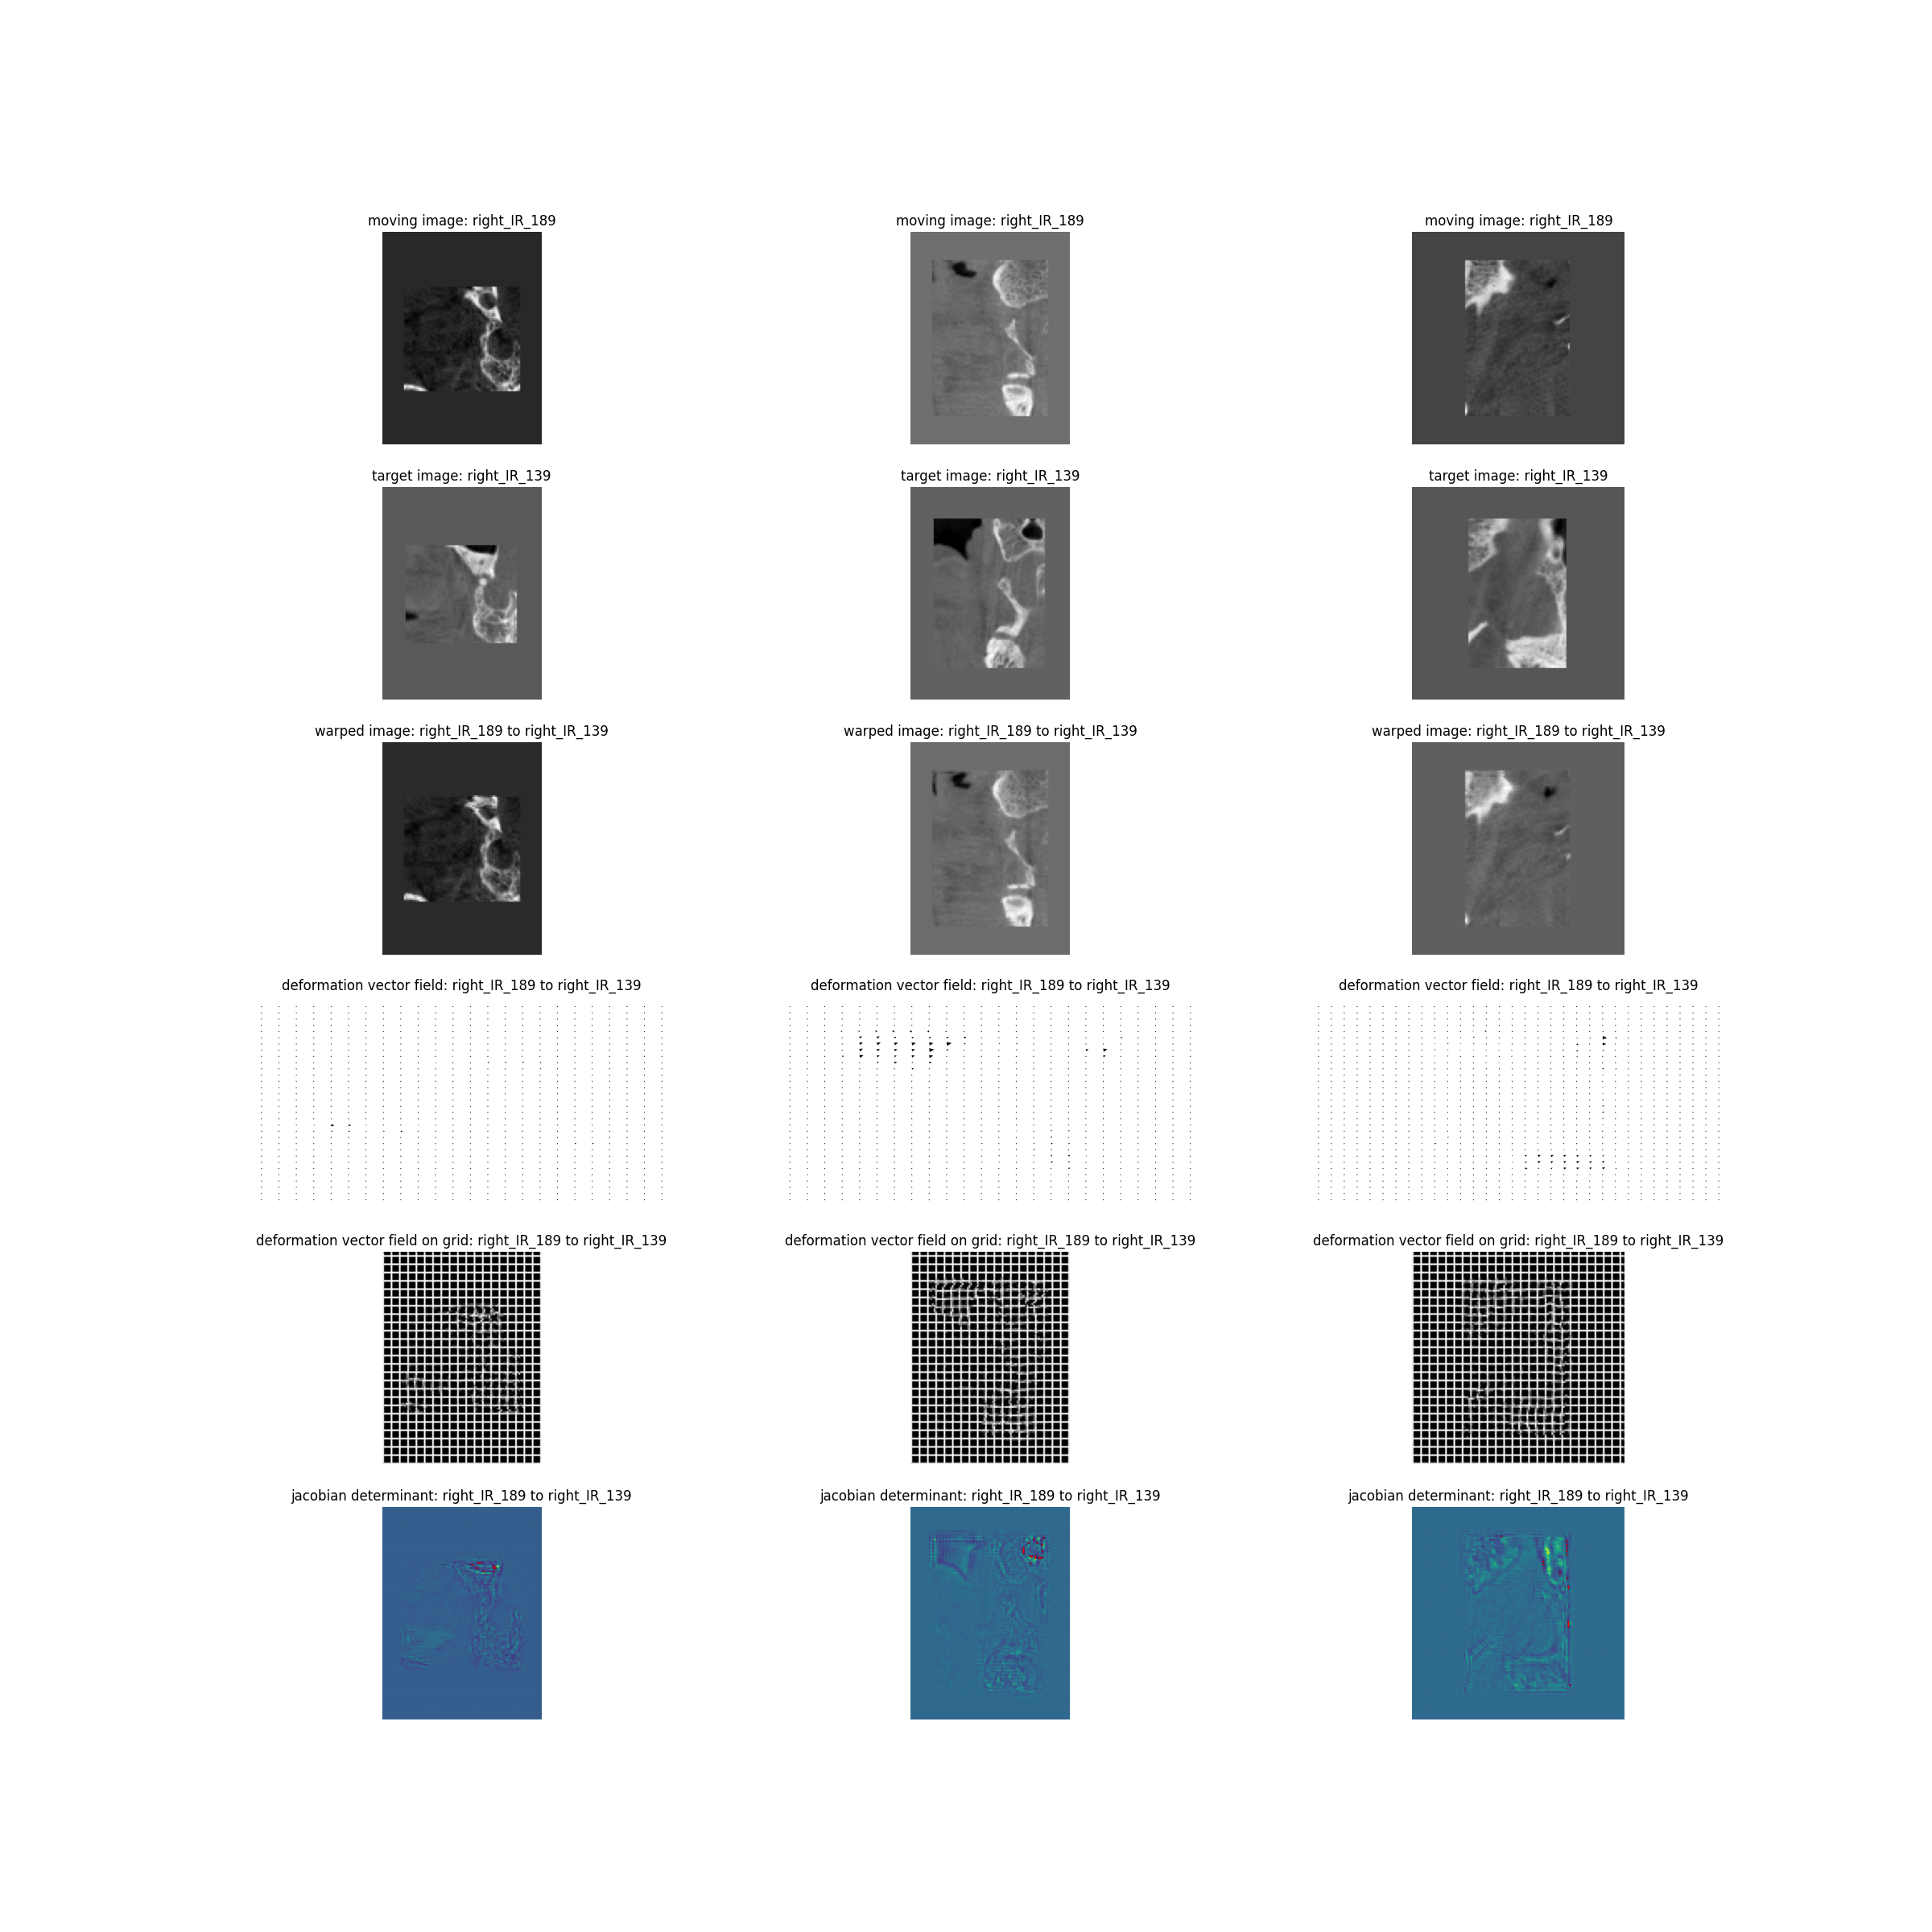 moving image: right_IR_189 moving image: right_IR_189 moving image: right_IR_189
target image: right_IR_139 target image: right_IR_139 target image: right_IR_139
warped image: right_IR_189 to right_IR_139 warped image: right_IR_189 to right_IR_139 warped image: right_IR_189 to right_IR_139
deformation vector field: right_IR_189 to right_IR_139 deformation vector field: right_IR_189 to right_IR_139 deformation vector field: right_IR_189 to right_IR_139
deformation vector field on grid: right_IR_189 to right_IR_139 deformation vector field on grid: right_IR_189 to right_IR_139 deformation vector field on grid: right_IR_189 to right_IR_139
jacobian determinant: right_IR_189 to right_IR_139 jacobian determinant: right_IR_189 to right_IR_139 jacobian determinant: right_IR_189 to right_IR_139